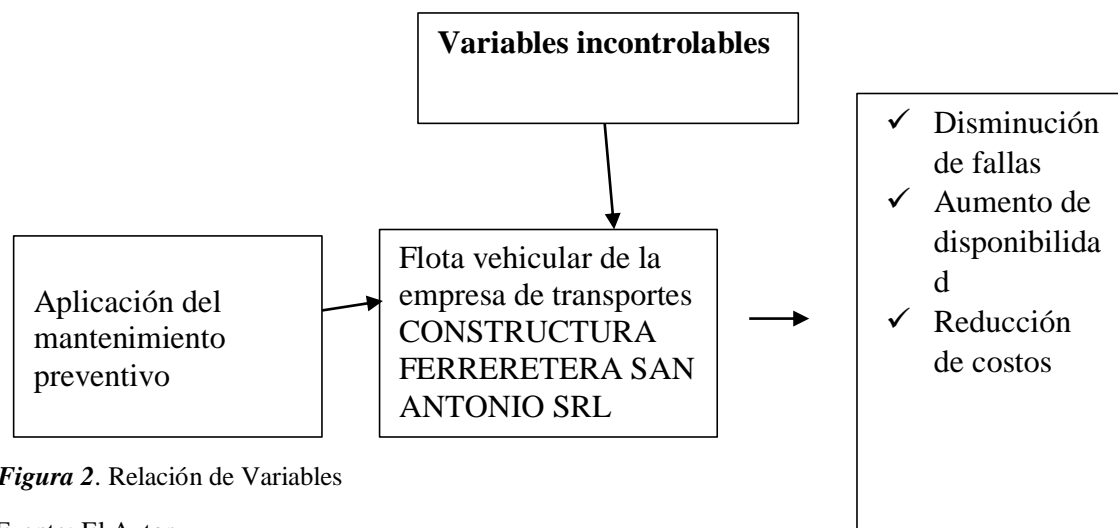 Variables incontrolables
✓ Disminución
de fallas
✓ Aumento de
disponibilida
d
✓ Reducción
de costos
Aplicación del
mantenimiento
preventivo
Flota vehicular de la
empresa de transportes
CONSTRUCTURA
FERRERETERA SAN
ANTONIO SRL
Figura 2. Relación de Variables